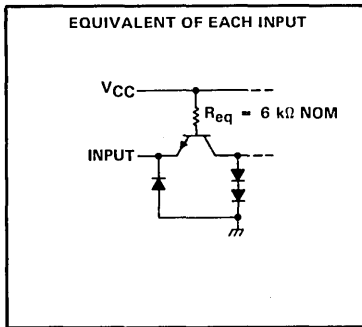 EQUIVALENT OF EACH INPUT
VCC
Req = 6 kΩ NOM
INPUT